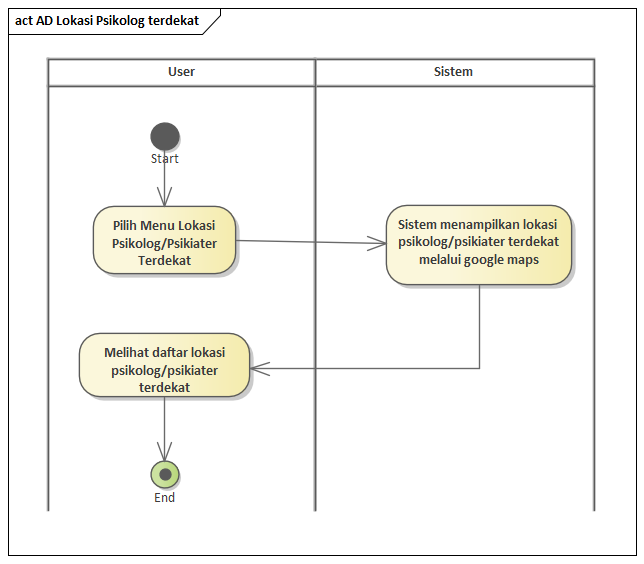 act AD Lokasi Psikolog terdekat
User
Sistem
Start
Pilih Menu Lokasi
Psikolog/Psikiater
Terdekat
Sistem menampilkan lokasi
psikolog/psikiater terdekat
melalui google maps
Melihat daftar lokasi
psikolog/psikiater
terdekat
End